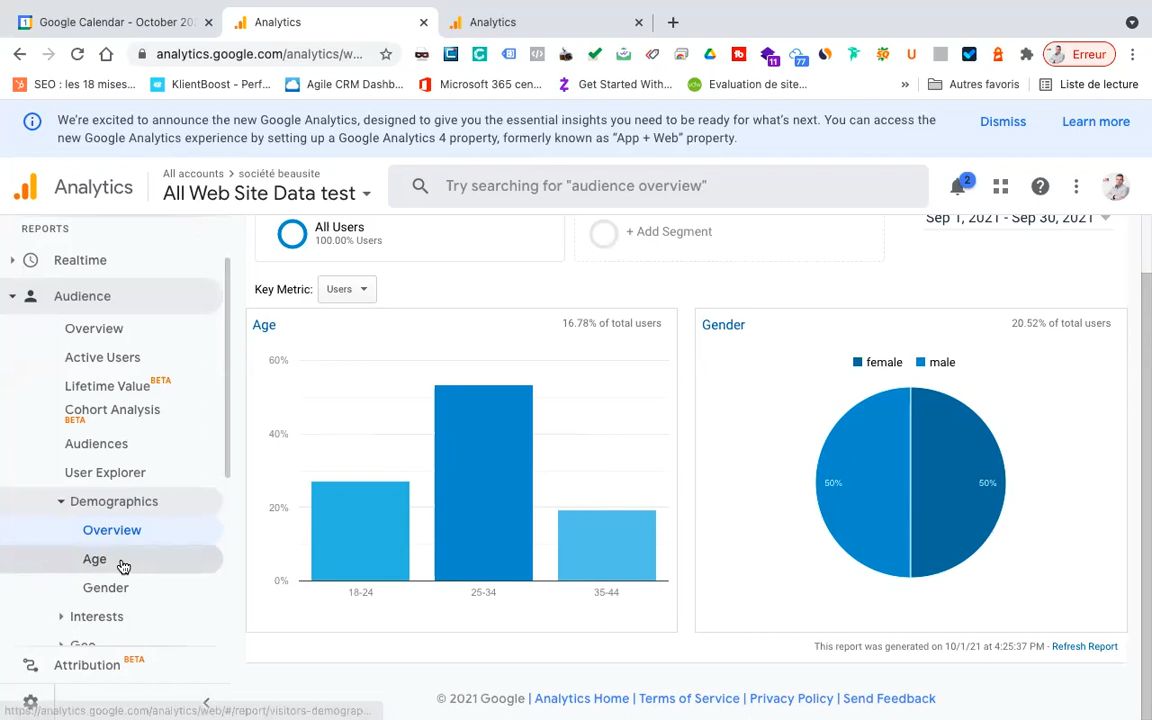 Google Calendar - October 20
Analytics
Analytics
analytics.google.com/analytics/w...
11
77
Erreur
SEO : les 18 mises...
KlientBoost - Perf...
Agile CRM Dashb...
Microsoft 365 cen...
Get Started With...
Evaluation de site...
»
Autres favoris
Liste de lecture
We're excited to announce the new Google Analytics, designed to give you the essential insights you need to be ready for what's next. You can access the new
Google Analytics experience by setting up a Google Analytics 4 property, formerly known as "App + Web" property.
Dismiss
Learn more
Analytics
All accounts > société beausite
All Web Site Data test
Try searching for "audience overview"
2
REPORTS
Realtime
Audience
Overview
Active Users
Lifetime Value BETA
Cohort Analysis
BETA
Audiences
User Explorer
Demographics
Overview
Age
Gender
Interests
Geo
Attribution BETA
https://analytics.google.com/analytics/web/#/report/visitors-demograp...
All Users
100.00% Users
+ Add Segment
Sep 1, 2021 - Sep 30, 2021
Key Metric:
Users
Age
16.78% of total users
60%
40%
20%
0%
18-24
25-34
35-44
Gender
20.52% of total users
female
male
50%
50%
This report was generated on 10/1/21 at 4:25:37 PM - Refresh Report
© 2021 Google | Analytics Home | Terms of Service | Privacy Policy | Send Feedback